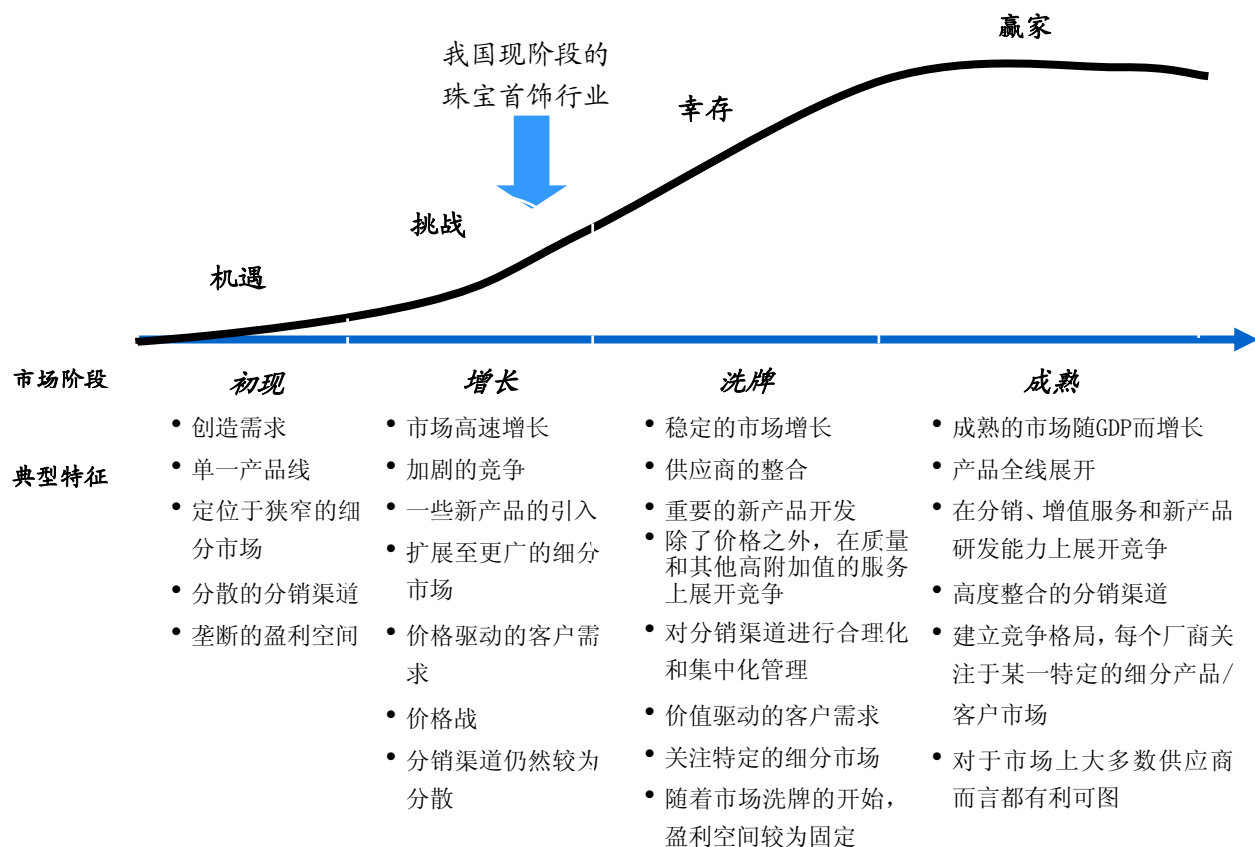 赢家
我国现阶段的
珠宝首饰行业
幸存
挑战
机遇
市场阶段
初现
增长
洗牌
成熟
典型特征
• 创造需求
• 单一产品线
• 定位于狭窄的细
分市场
• 分散的分销渠道
• 垄断的盈利空间
• 市场高速增长
• 加剧的竞争
• 一些新产品的引入
• 扩展至更广的细分
市场
• 价格驱动的客户需
求
• 价格战
• 分销渠道仍然较为
分散
• 稳定的市场增长
• 供应商的整合
• 重要的新产品开发
• 除了价格之外，在质量
和其他高附加值的服务
上展开竞争
• 对分销渠道进行合理化
和集中化管理
• 价值驱动的客户需求
• 关注特定的细分市场
• 随着市场洗牌的开始，
盈利空间较为固定
• 成熟的市场随GDP而增长
• 产品全线展开
• 在分销、增值服务和新产品
研发能力上展开竞争
• 高度整合的分销渠道
• 建立竞争格局，每个厂商关
注于某一特定的细分产品/
客户市场
• 对于市场上大多数供应商
而言都有利可图